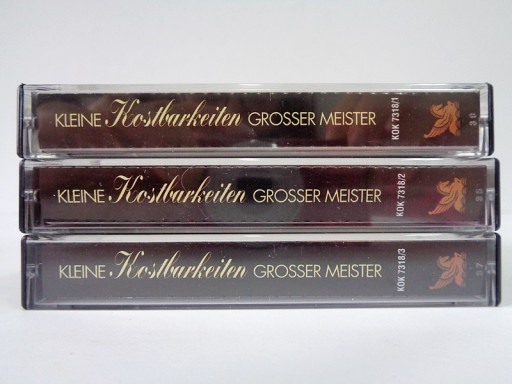 KLEINE Kostbarkeiten GROSSER MEISTER KOK 7318/1
KLEINE Kostbarkeiten GROSSER MEISTER KOK 7318/2
KLEINE Kostbarkeiten GROSSER MEISTER KOK 7318/3